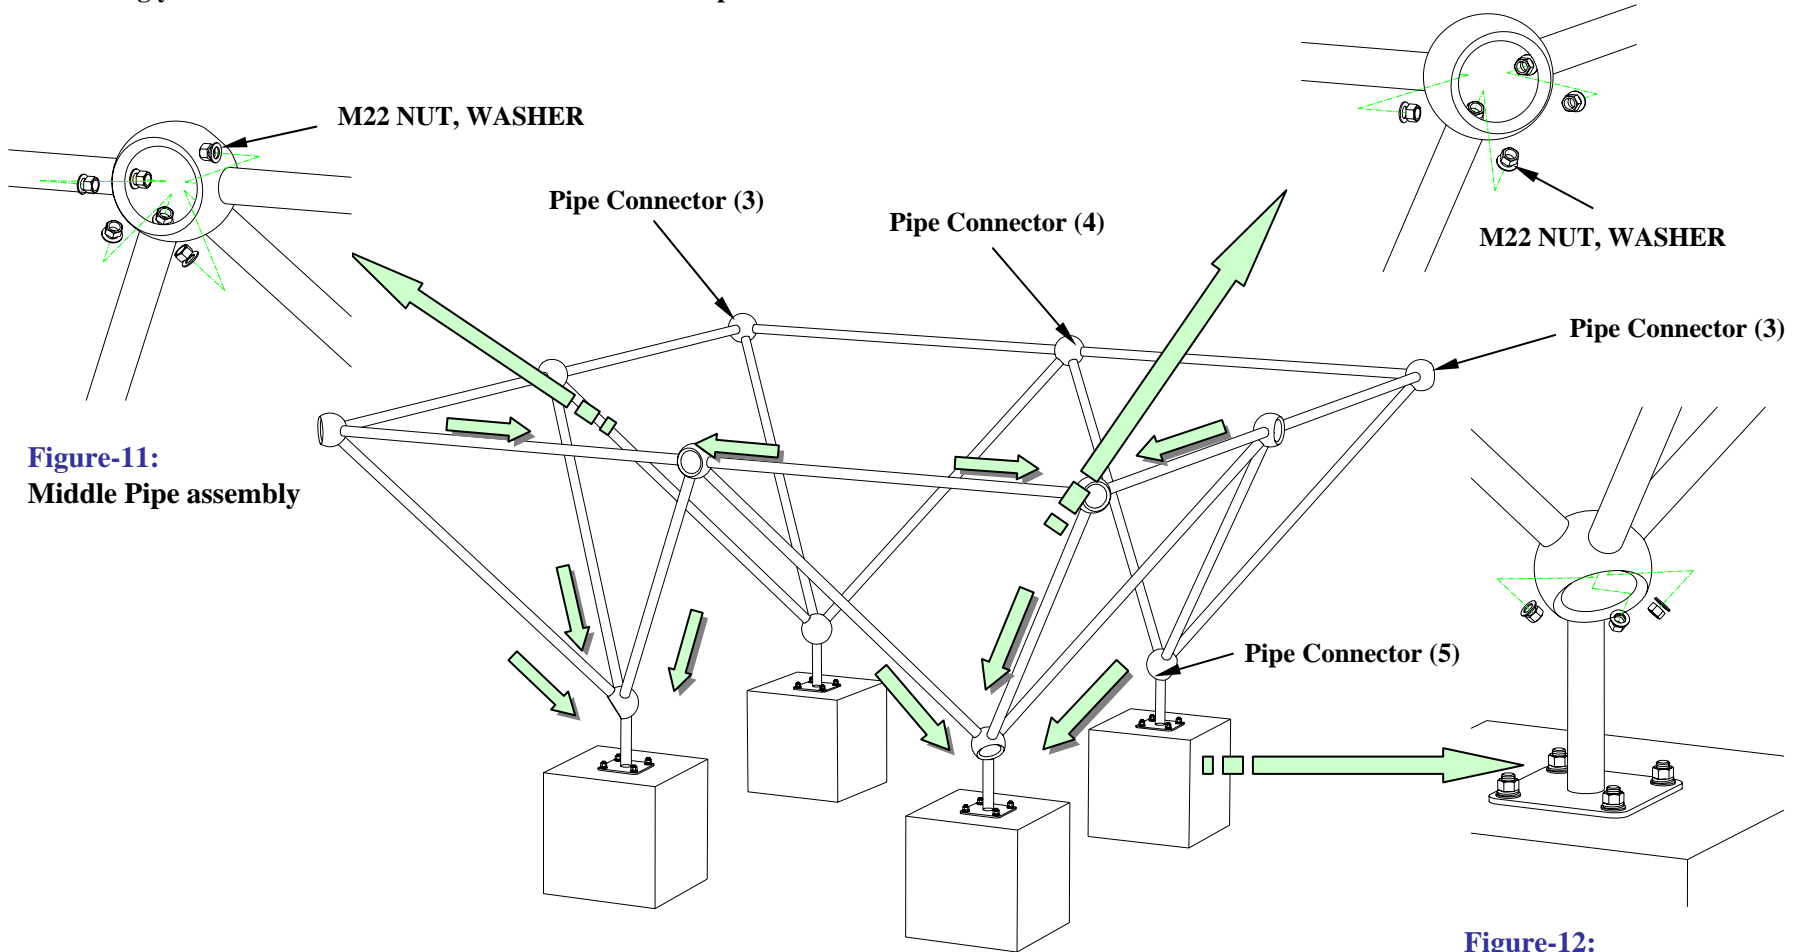 M22 NUT, WASHER
Pipe Connector (3)
Pipe Connector (4)
M22 NUT, WASHER
Pipe Connector (3)
Figure-11:
Middle Pipe assembly
Pipe Connector (5)
Figure-12: